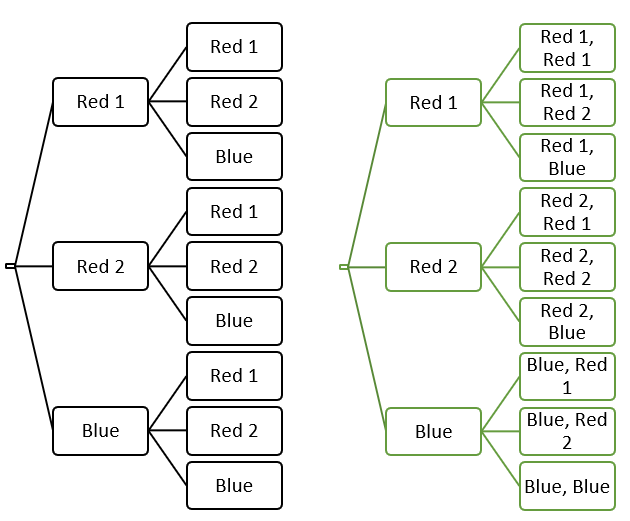 Red 1
Red 1
Red 2
Blue
Red 2
Red 1
Red 2
Blue
Blue
Red 1
Red 2
Blue
Red 1
Red 1,
Red 1
Red 1,
Red 2
Red 1,
Blue
Red 2
Red 2,
Red 1
Red 2,
Red 2
Red 2,
Blue
Blue
Blue, Red
1
Blue, Red
2
Blue, Blue